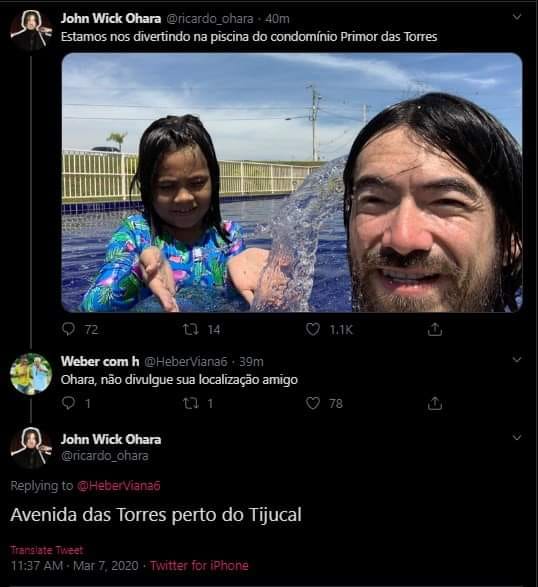 John Wick Ohara @ricardo_ohara · 40m
Estamos nos divertindo na piscina do condomínio Primor das Torres
72 14 1.1K
Weber com h @HeberViana6 · 39m
Ohara, não divulgue sua localização amigo
1 1 78
John Wick Ohara
@ricardo_ohara
Replying to @HeberViana6
Avenida das Torres perto do Tijucal
Translate Tweet
11:37 AM · Mar 7, 2020 · Twitter for iPhone